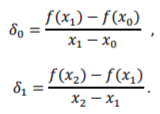 δ₀ = (f(x₁) − f(x₀)) / (x₁ − x₀) ,
δ₁ = (f(x₂) − f(x₁)) / (x₂ − x₁) .